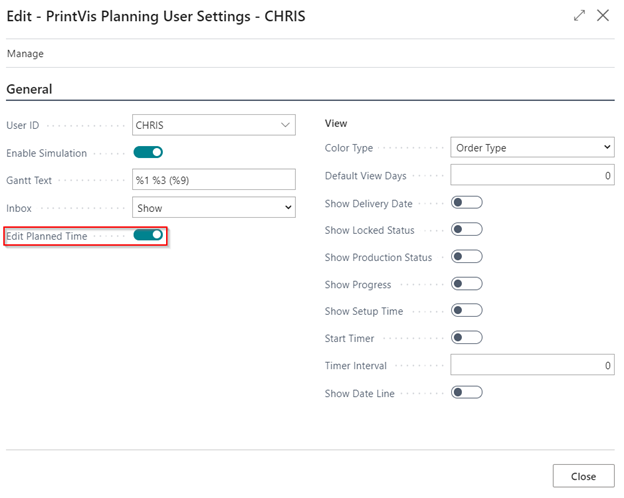 Edit - PrintVis Planning User Settings - CHRIS
Manage
General
User ID CHRIS
Enable Simulation
Gantt Text %1 %3 (%9)
Inbox Show
Edit Planned Time
View
Color Type Order Type
Default View Days 0
Show Delivery Date
Show Locked Status
Show Production Status
Show Progress
Show Setup Time
Start Timer
Timer Interval 0
Show Date Line
Close